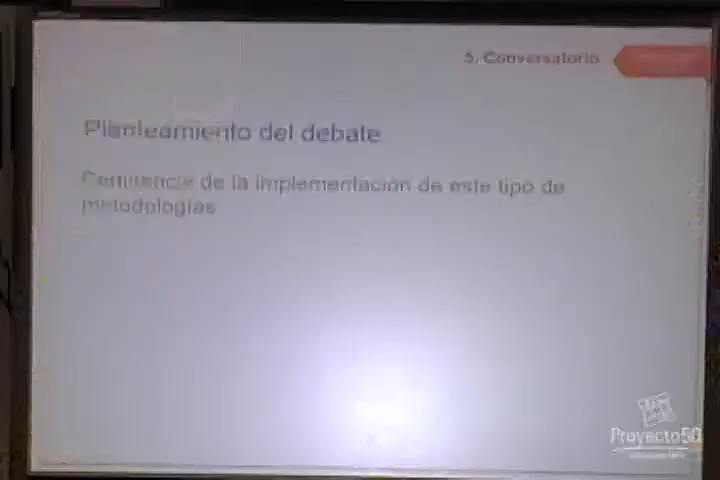 5. Conversatorio
Planteamiento del debate
Pertinencia de la implementación de este tipo de
metodologías
Proyecto50